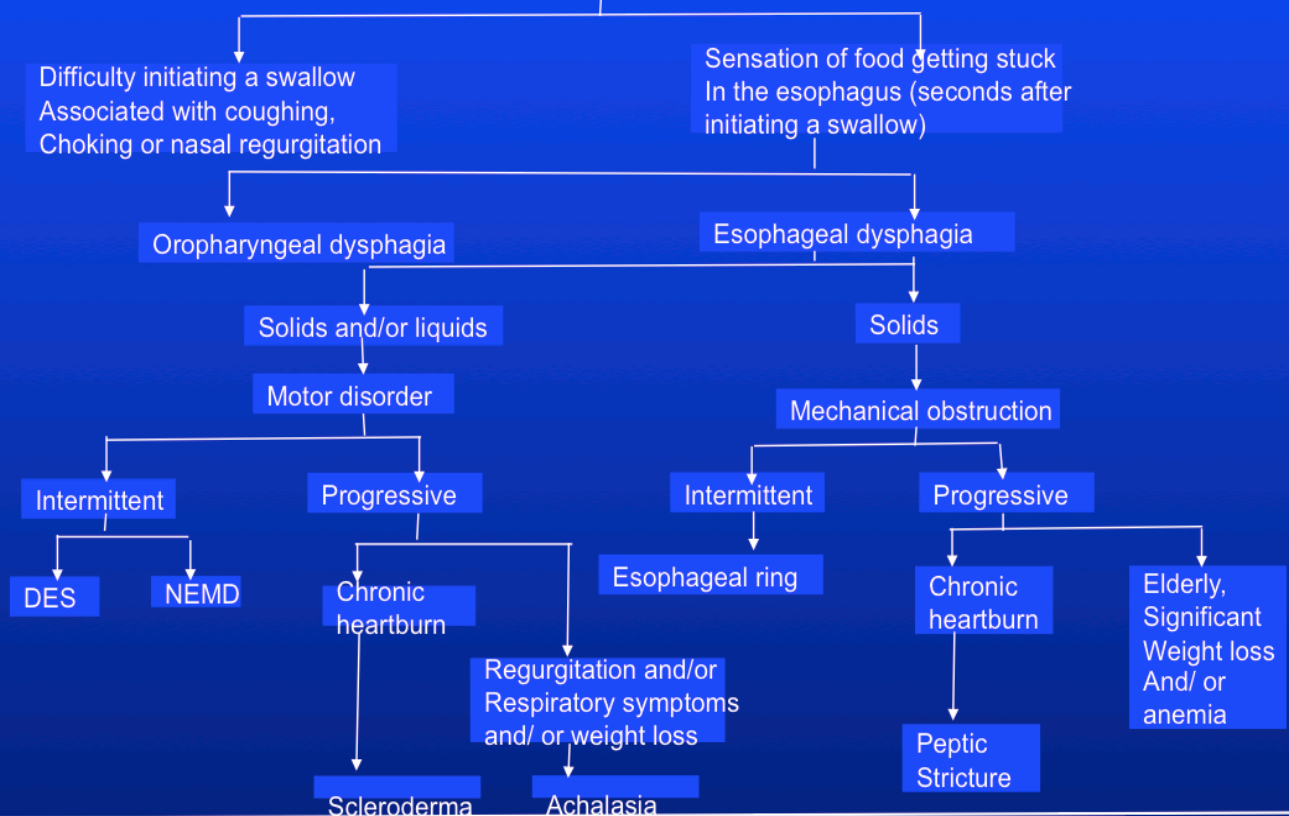 Difficulty initiating a swallow
Associated with coughing,
Choking or nasal regurgitation
Sensation of food getting stuck
In the esophagus (seconds after
initiating a swallow)
Oropharyngeal dysphagia
Esophageal dysphagia
Solids and/or liquids
Solids
Motor disorder
Mechanical obstruction
Intermittent
Progressive
Intermittent
Progressive
DES
NEMD
Chronic
heartburn
Esophageal ring
Chronic
heartburn
Elderly,
Significant
Weight loss
And/ or
anemia
Regurgitation and/or
Respiratory symptoms
and/ or weight loss
Peptic
Stricture
Scleroderma
Achalasia